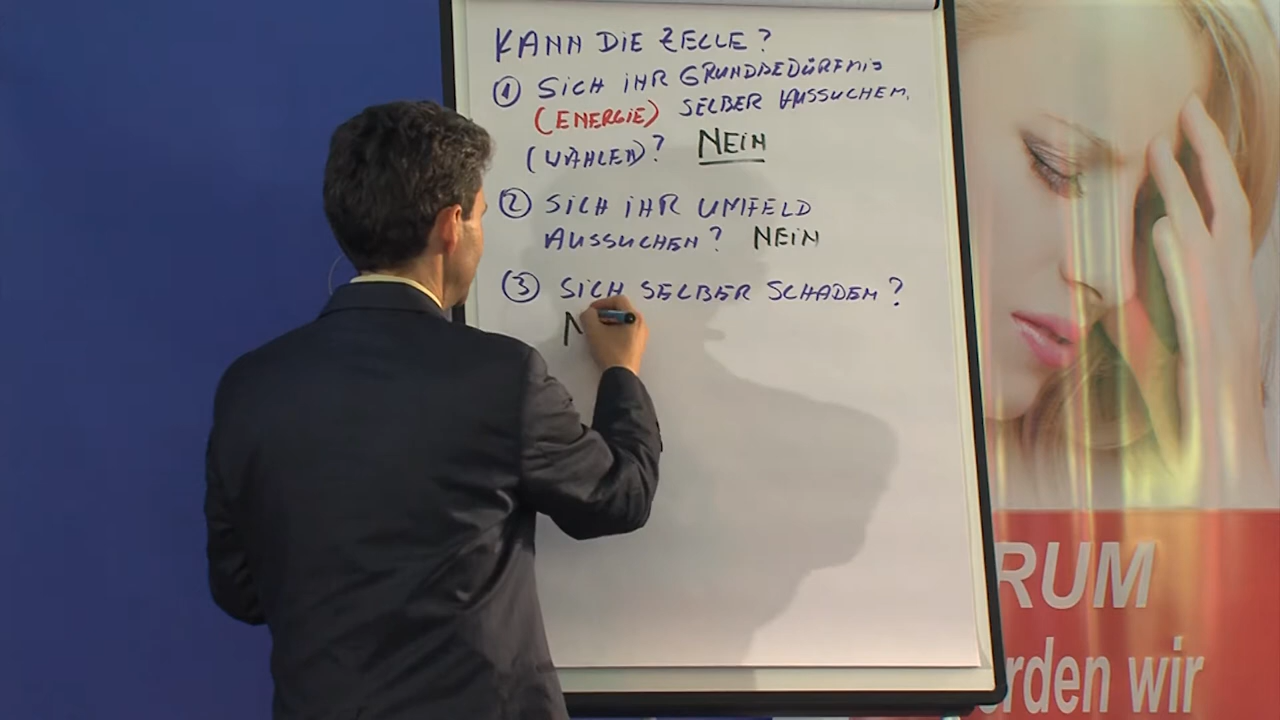 KANN DIE ZELLE?
① SiCH iHR GRUNDBEDÜRFNiS
(ENERGIE) SELBER AUSSUCHEN.
(WÄHLEN)? NEiN
② SiCH iHR UMFELD
AUSSUCHEN? NEiN
③ SiCH SELBER SCHADEN?
N
RUM
rden wir